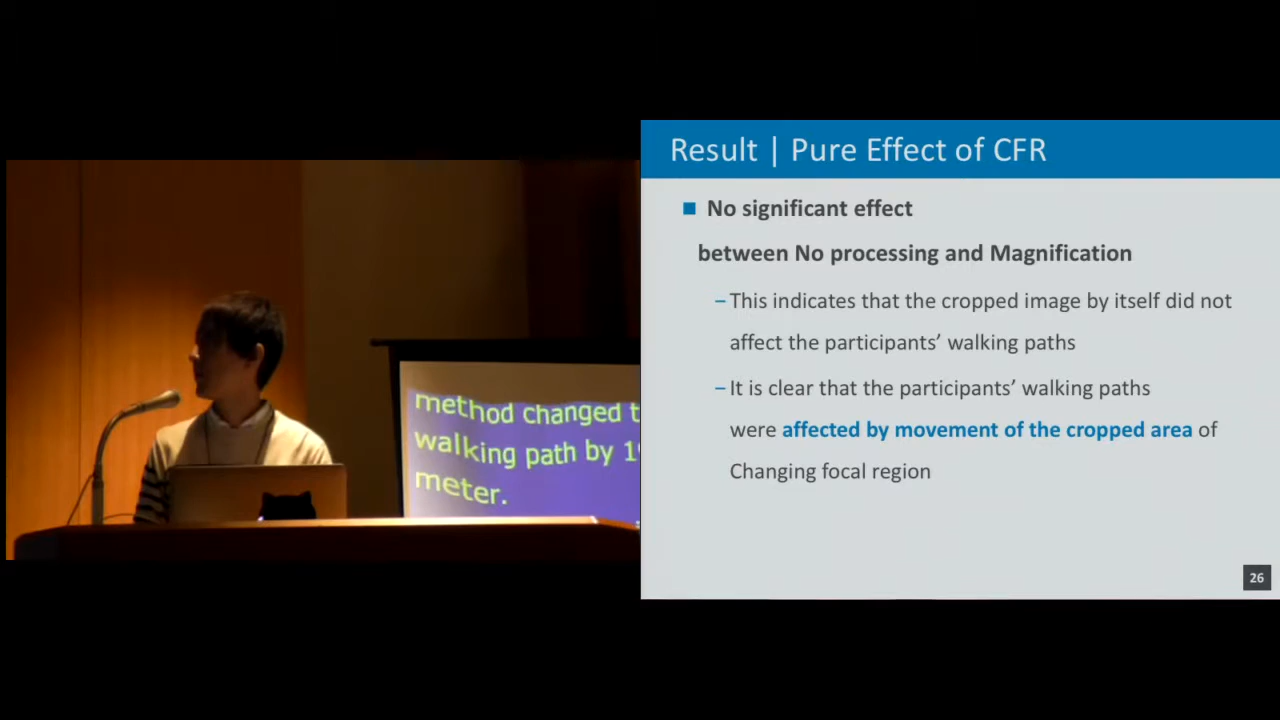 method changed
walking path by
meter.
Result | Pure Effect of CFR
■ No significant effect
between No processing and Magnification
–This indicates that the cropped image by itself did not
affect the participants’ walking paths
–It is clear that the participants’ walking paths
were affected by movement of the cropped area of
Changing focal region
26